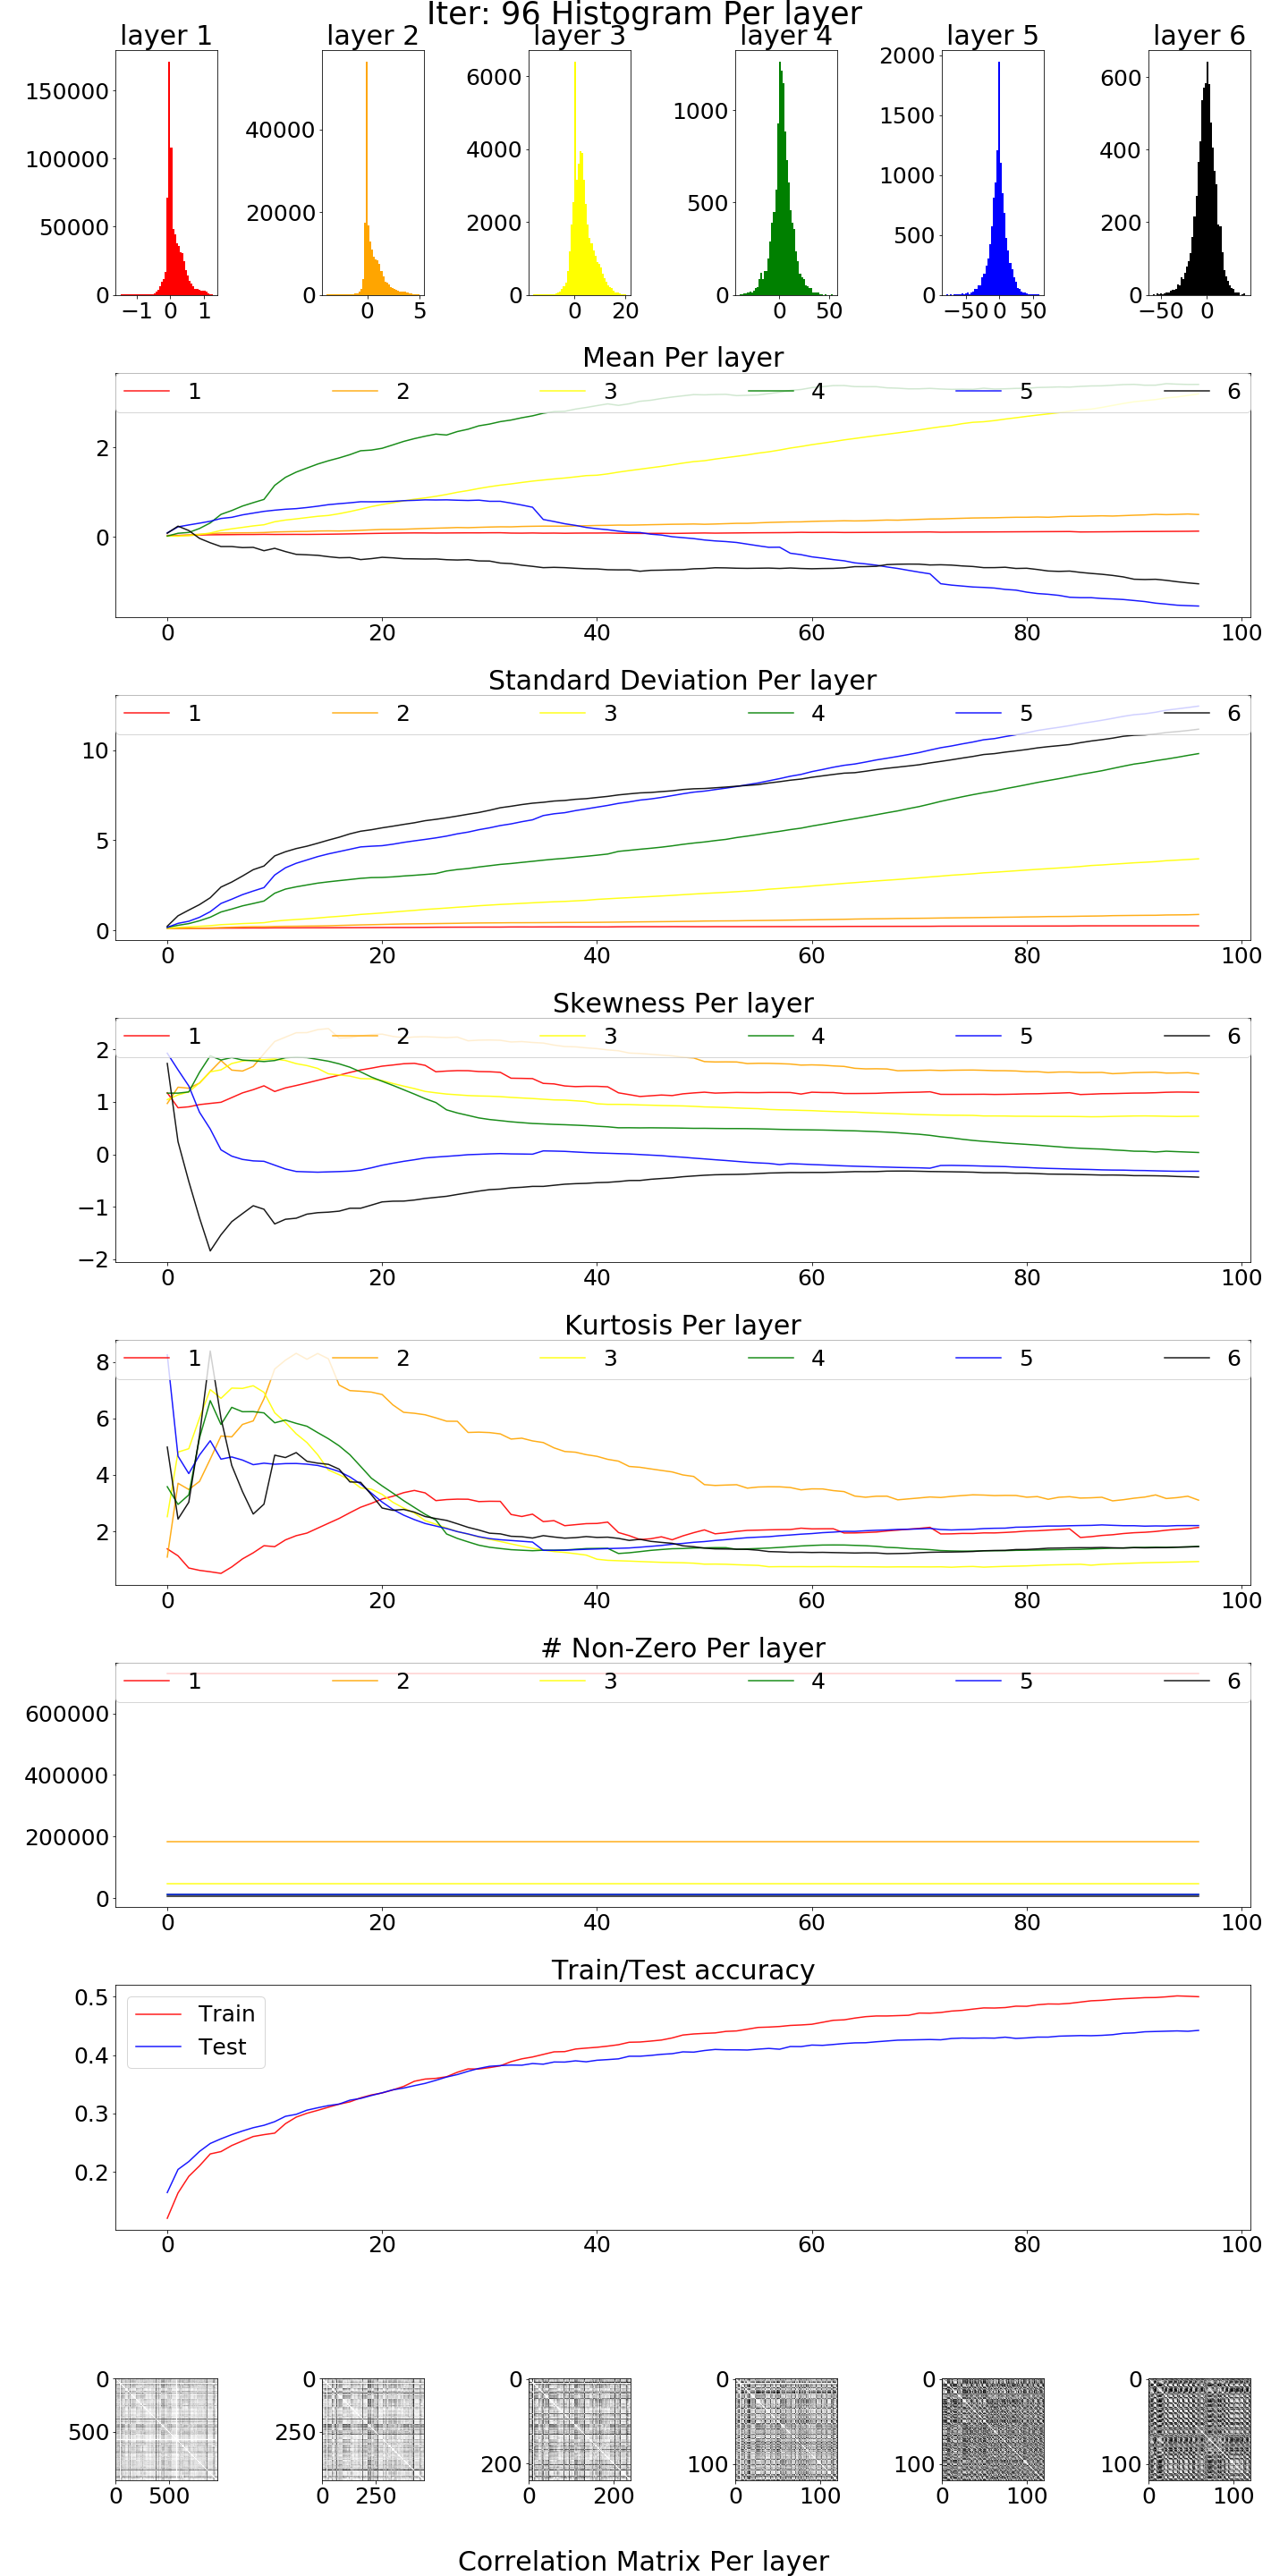 Iter: 96 Histogram Per layer
layer 1 layer 2 layer 3 layer 4 layer 5 layer 6
150000 100000 50000 0 −1 0 1
40000 20000 0 0 5
6000 4000 2000 0 0 20
1000 500 0 0 50
2000 1500 1000 500 0 −50 0 50
600 400 200 0 −50 0
Mean Per layer
1 2 3 4 5 6
2
0
0 20 40 60 80 100
Standard Deviation Per layer
1 2 3 4 5 6
10
5
0
0 20 40 60 80 100
Skewness Per layer
1 2 3 4 5 6
2
1
0
−1
−2
0 20 40 60 80 100
Kurtosis Per layer
1 2 3 4 5 6
8
6
4
2
0 20 40 60 80 100
# Non-Zero Per layer
1 2 3 4 5 6
600000
400000
200000
0
0 20 40 60 80 100
Train/Test accuracy
Train
Test
0.5
0.4
0.3
0.2
0 20 40 60 80 100
0 500 0 500
0 250 0 250
0 200 0 200
0 100 0 100
0 100 0 100
0 100 0 100
Correlation Matrix Per layer